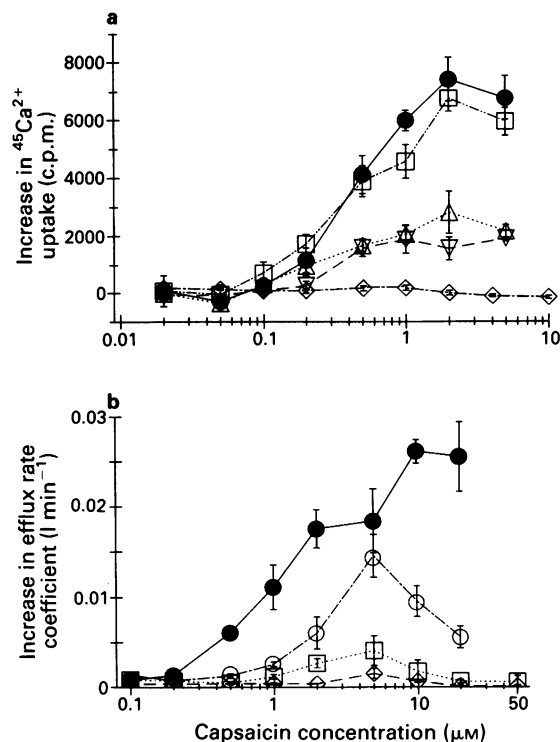 a
Increase in ⁴⁵Ca²⁺
uptake (c.p.m.)
8000
6000
4000
2000
0
0.01
0.1
1
10
b
Increase in efflux rate
coefficient (l min⁻¹)
0.03
0.02
0.01
0
0.1
1
10
50
Capsaicin concentration (μM)